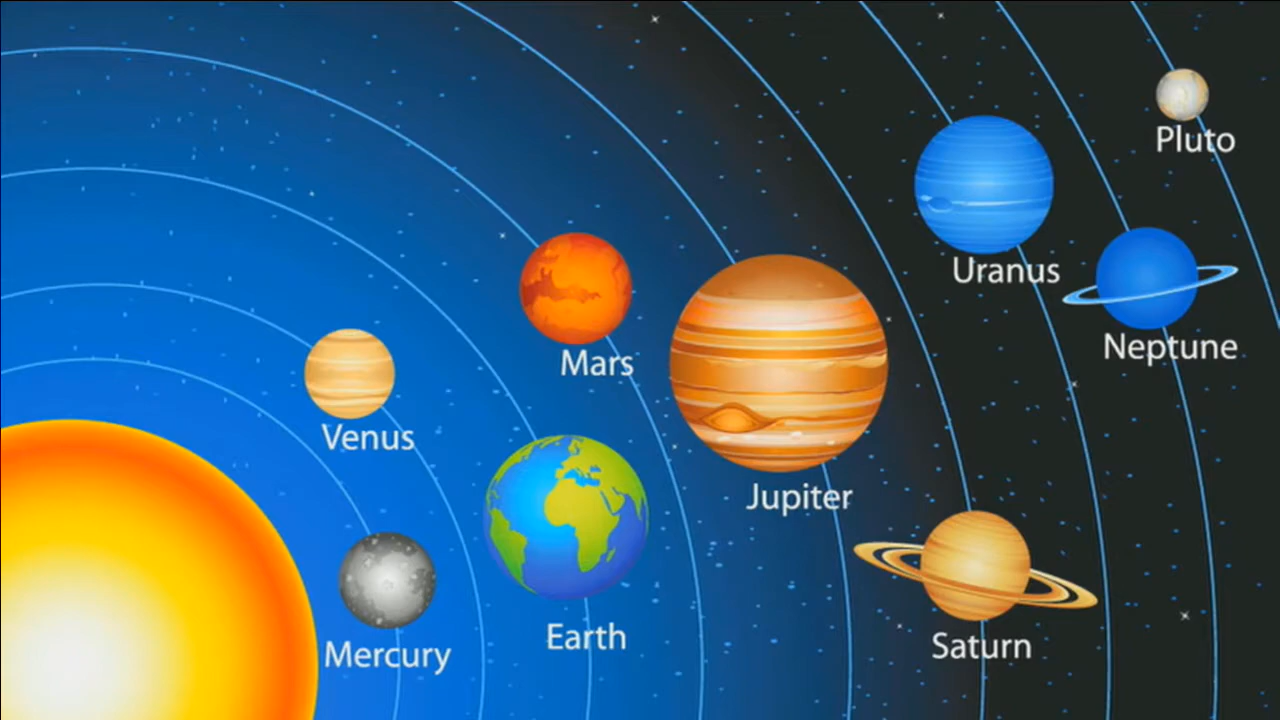 Pluto
Uranus
Neptune
Mars
Venus
Jupiter
Earth
Saturn
Mercury